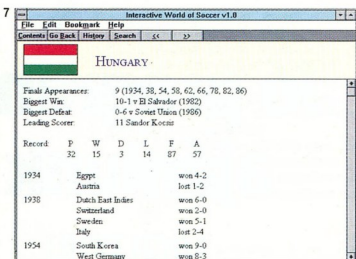 7
Interactive World of Soccer v1.0
File Edit Bookmark Help
Contents Go Back History Search << >>
HUNGARY
Finals Appearances: 9 (1934, 38, 54, 58, 62, 66, 78, 82, 86)
Biggest Win: 10-1 v El Salvador (1982)
Biggest Defeat: 0-6 v Soviet Union (1986)
Leading Scorer: 11 Sandor Kocsis
Record: P W D L F A
32 15 3 14 87 57
1934 Egypt won 4-2
Austria lost 1-2
1938 Dutch East Indies won 6-0
Switzerland won 2-0
Sweden won 5-1
Italy lost 2-4
1954 South Korea won 9-0
West Germany won 8-3